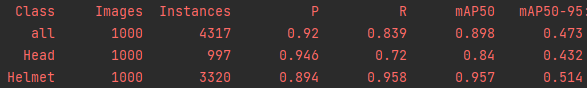 Class Images Instances P R mAP50 mAP50-95:
all 1000 4317 0.92 0.839 0.898 0.473
Head 1000 997 0.946 0.72 0.84 0.432
Helmet 1000 3320 0.894 0.958 0.957 0.514